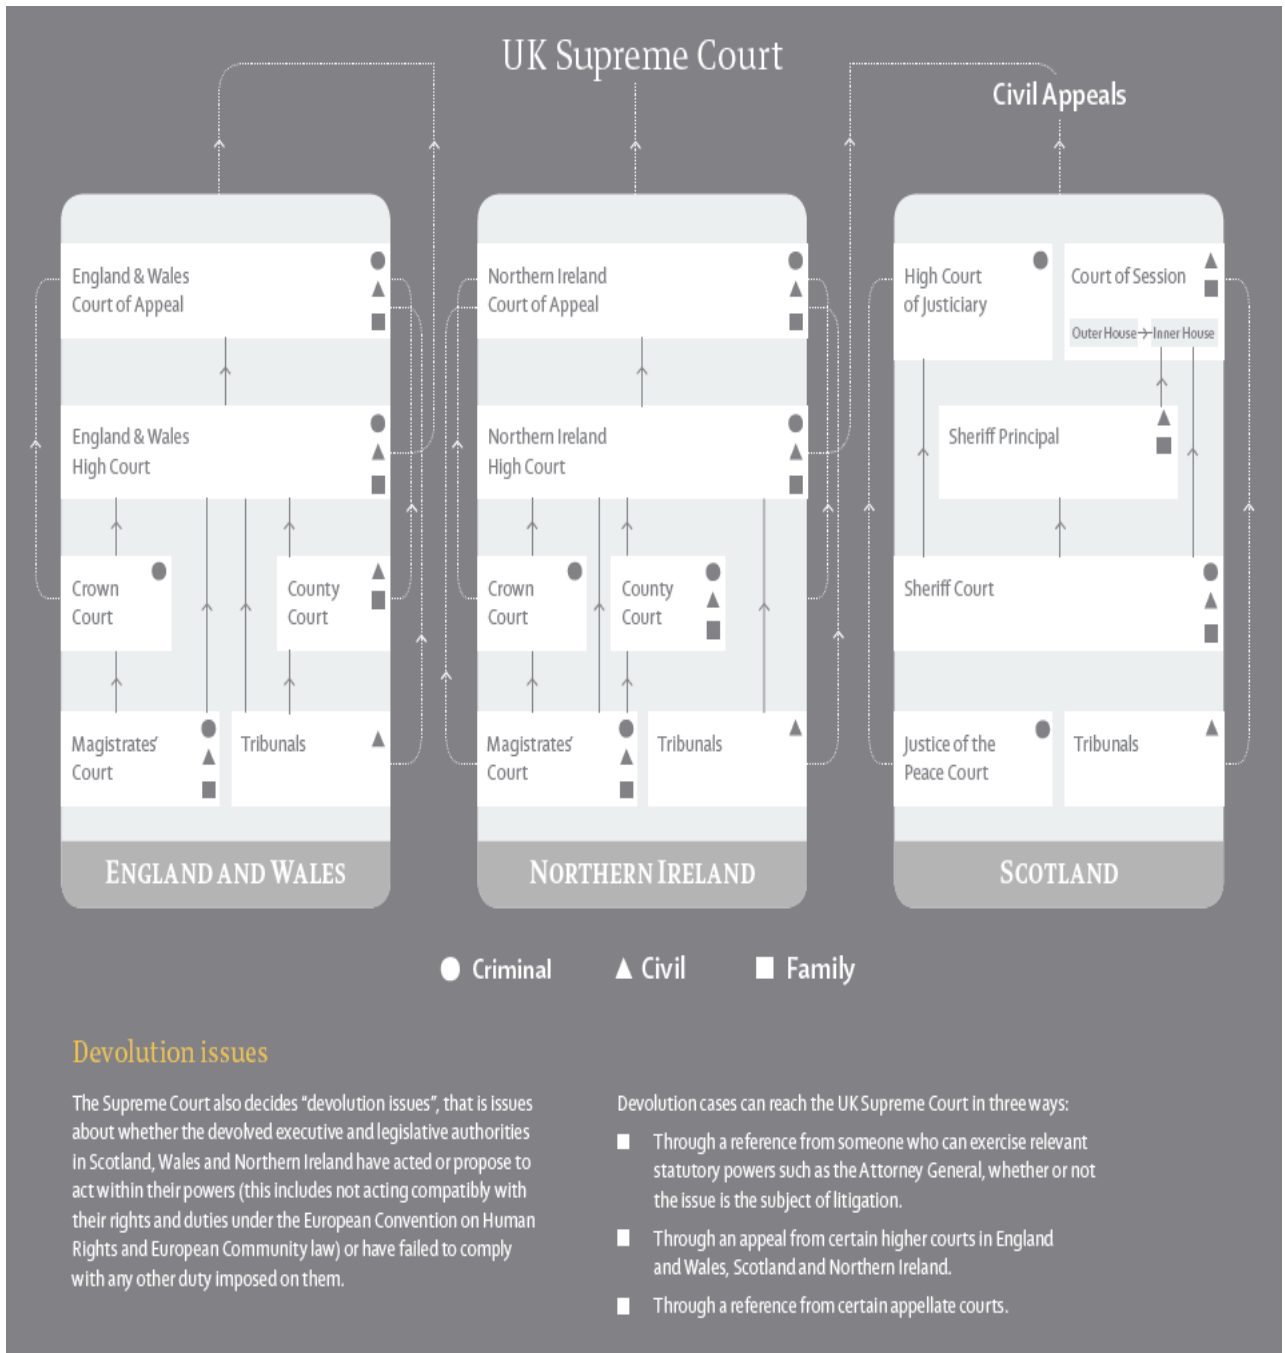 UK Supreme Court
Civil Appeals
England & Wales
Court of Appeal
England & Wales
High Court
Crown
Court
County
Court
Magistrates’
Court
Tribunals
ENGLAND AND WALES
Northern Ireland
Court of Appeal
Northern Ireland
High Court
Crown
Court
County
Court
Magistrates’
Court
Tribunals
NORTHERN IRELAND
High Court
of Justiciary
Court of Session
Outer House
Inner House
Sheriff Principal
Sheriff Court
Justice of the
Peace Court
Tribunals
SCOTLAND
Criminal
Civil
Family
Devolution issues
The Supreme Court also decides “devolution issues”, that is issues
about whether the devolved executive and legislative authorities
in Scotland, Wales and Northern Ireland have acted or propose to
act within their powers (this includes not acting compatibly with
their rights and duties under the European Convention on Human
Rights and European Community law) or have failed to comply
with any other duty imposed on them.
Devolution cases can reach the UK Supreme Court in three ways:
Through a reference from someone who can exercise relevant
statutory powers such as the Attorney General, whether or not
the issue is the subject of litigation.
Through an appeal from certain higher courts in England
and Wales, Scotland and Northern Ireland.
Through a reference from certain appellate courts.